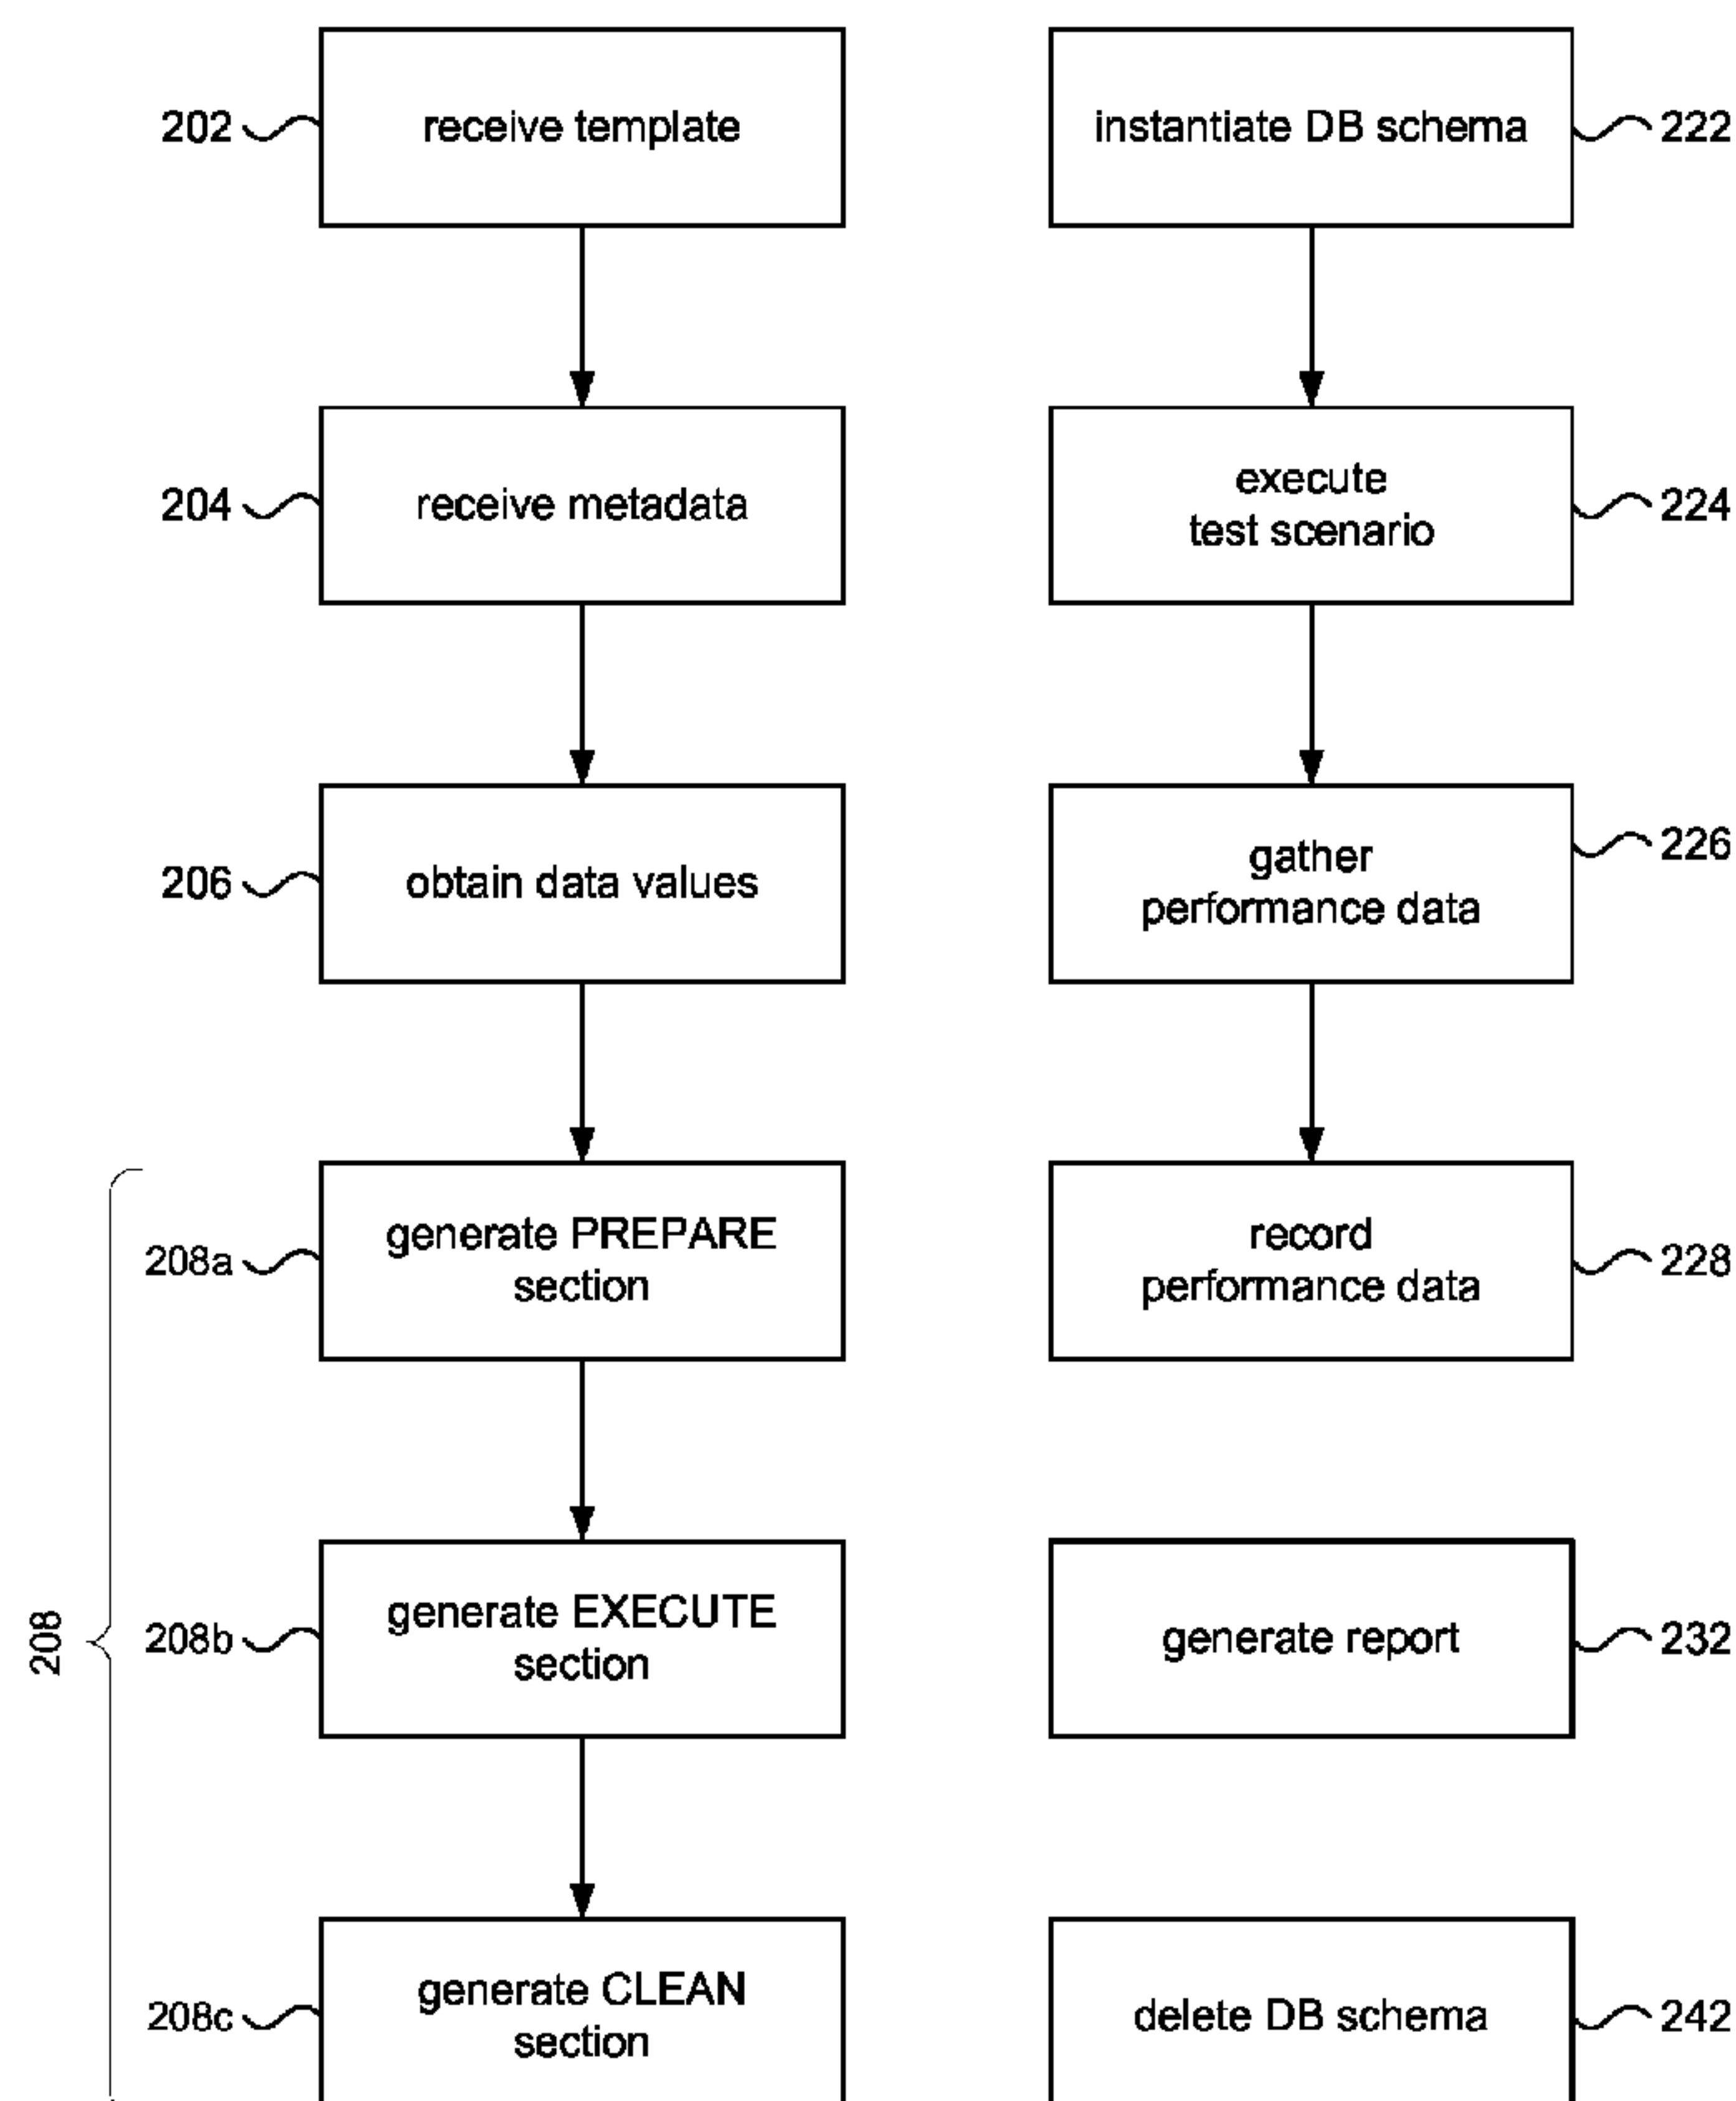 202
receive template
204
receive metadata
206
obtain data values
208
208a
generate PREPARE
section
208b
generate EXECUTE
section
208c
generate CLEAN
section
instantiate DB schema
222
execute
test scenario
224
gather
performance data
226
record
performance data
228
generate report
232
delete DB schema
242